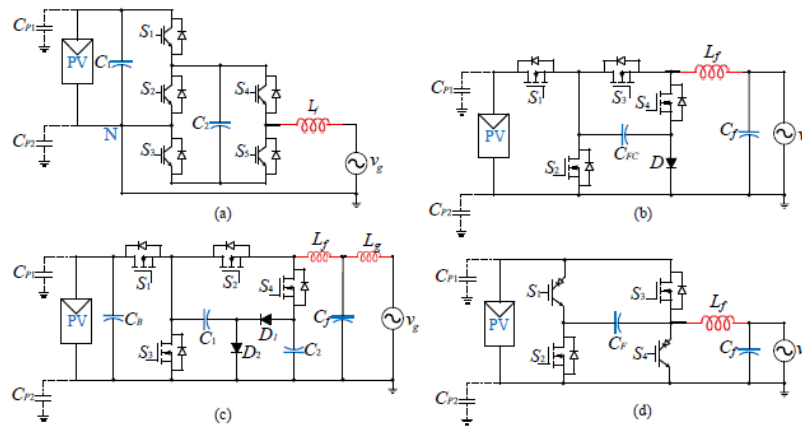 CP1
S1
PV
C1
S2
S4
C2
N
L
CP2
S3
S5
vg
(a)
CP1
S1
S3
Lf
S4
PV
CFC
Cf
v
S2
D
CP2
(b)
CP1
S1
S2
Lf
Lg
S4
PV
CB
C1
D1
Cf
vg
S3
D2
C2
CP2
(c)
CP1
S1
S3
Lf
PV
CF
Cf
v
S2
S4
CP2
(d)